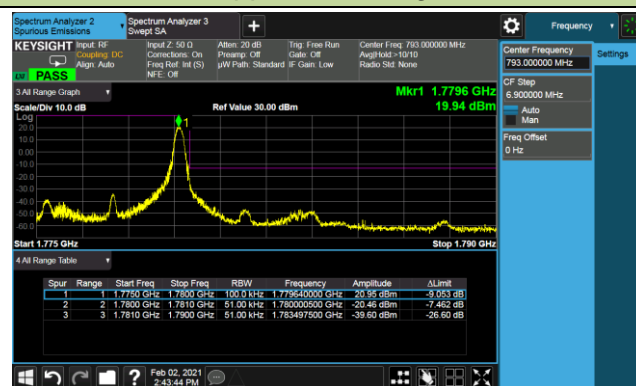 Spectrum Analyzer 2
Spurious Emissions
Spectrum Analyzer 3
Swept SA
Frequency
KEYSIGHT
Input: RF
Coupling: DC
Align: Auto
Input Z: 50 Ω
Corrections: On
Freq Ref: Int (S)
NFE: Off
Atten: 20 dB
Preamp: Off
µW Path: Standard
Trig: Free Run
Gate: Off
IF Gain: Low
Center Freq: 793.000000 MHz
Avg|Hold:>10/10
Radio Std: None
PASS
Center Frequency
793.000000 MHz
Settings
CF Step
6.900000 MHz
Auto
Man
Freq Offset
0 Hz
3 All Range Graph
Mkr1 1.7796 GHz
Scale/Div 10.0 dB
Ref Value 30.00 dBm
19.94 dBm
Log
20.0
10.0
0.00
-10.0
-20.0
-30.0
-40.0
-50.0
-60.0
1
Start 1.775 GHz
Stop 1.790 GHz
4 All Range Table
Spur Range Start Freq Stop Freq RBW Frequency Amplitude ΔLimit
1 1 1.7750 GHz 1.7800 GHz 100.0 kHz 1.779640000 GHz 20.95 dBm -9.053 dB
2 2 1.7800 GHz 1.7810 GHz 51.00 kHz 1.780000500 GHz -20.46 dBm -7.462 dB
3 3 1.7810 GHz 1.7900 GHz 51.00 kHz 1.783497500 GHz -39.60 dBm -26.60 dB
Feb 02, 2021
2:43:44 PM